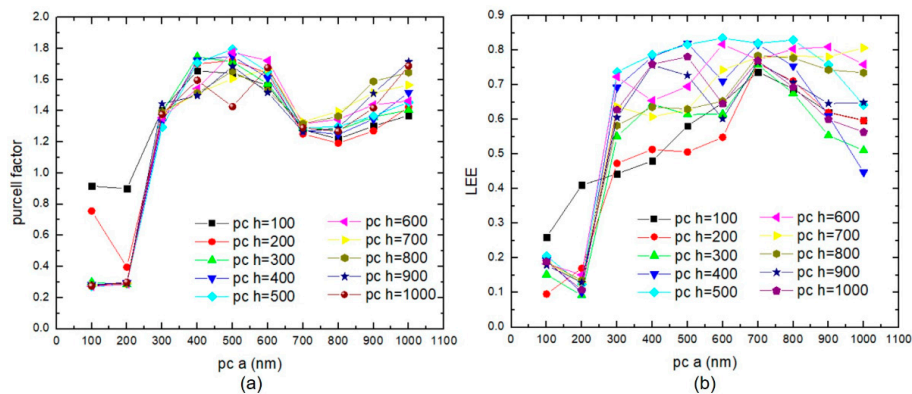 1.8
1.6
1.4
1.2
1.0
0.8
0.6
0.4
0.2
0.0
purcell factor
pc h=100
pc h=200
pc h=300
pc h=400
pc h=500
pc h=600
pc h=700
pc h=800
pc h=900
pc h=1000
0 100 200 300 400 500 600 700 800 900 1000 1100
pc a (nm)
(a)
0.9
0.8
0.7
0.6
0.5
0.4
0.3
0.2
0.1
0.0
LEE
pc h=100
pc h=200
pc h=300
pc h=400
pc h=500
pc h=600
pc h=700
pc h=800
pc h=900
pc h=1000
0 100 200 300 400 500 600 700 800 900 1000 1100
pc a (nm)
(b)